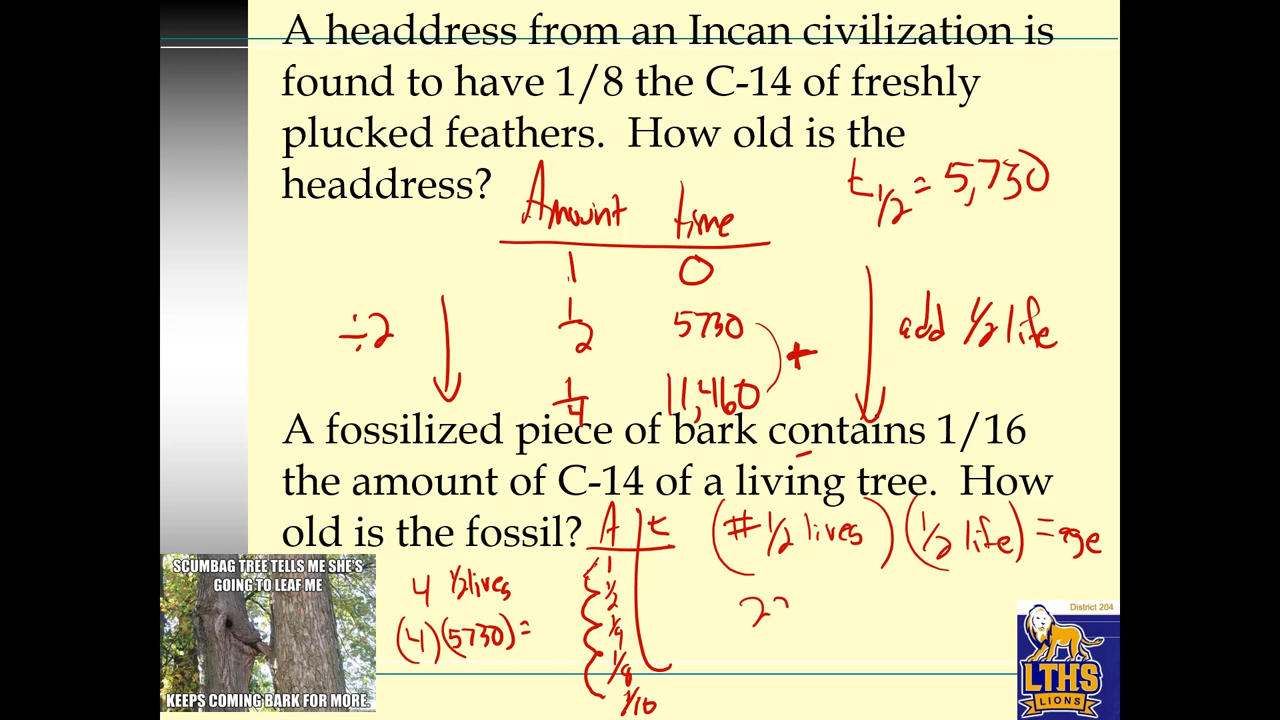 A headdress from an Incan civilization is
found to have 1/8 the C-14 of freshly
plucked feathers. How old is the
headdress?
t 1/2 = 5,730
Amount time
1 0
1/2 5730
1/4 11,460
÷2
+
add 1/2 life
A fossilized piece of bark contains 1/16
the amount of C-14 of a living tree. How
old is the fossil?
A t
1
1/2
1/4
1/8
1/16
(# 1/2 lives) (1/2 life) = age
4 1/2 lives
(4)(5730) =
SCUMBAG TREE TELLS ME SHE'S
GOING TO LEAF ME
KEEPS COMING BARK FOR MORE.
District 204
LTHS
LIONS